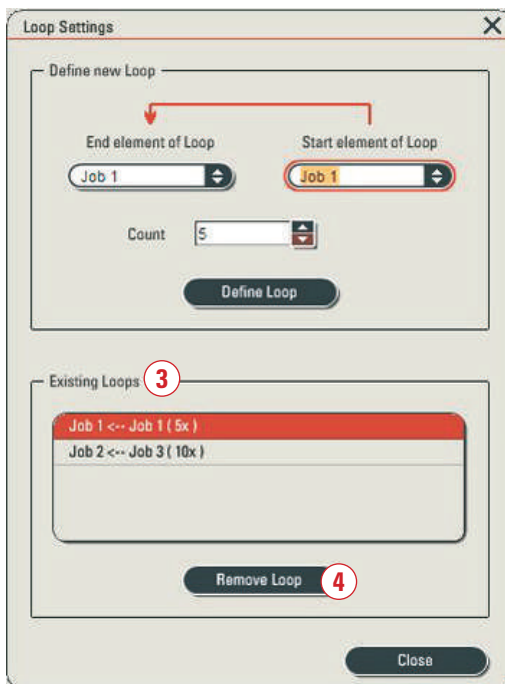 Loop Settings
Define new Loop
End element of Loop Start element of Loop
Job 1 Job 1
Count 5
Define Loop
Existing Loops 3
Job 1 <-- Job 1 ( 5x )
Job 2 <-- Job 3 ( 10x )
Remove Loop 4
Close